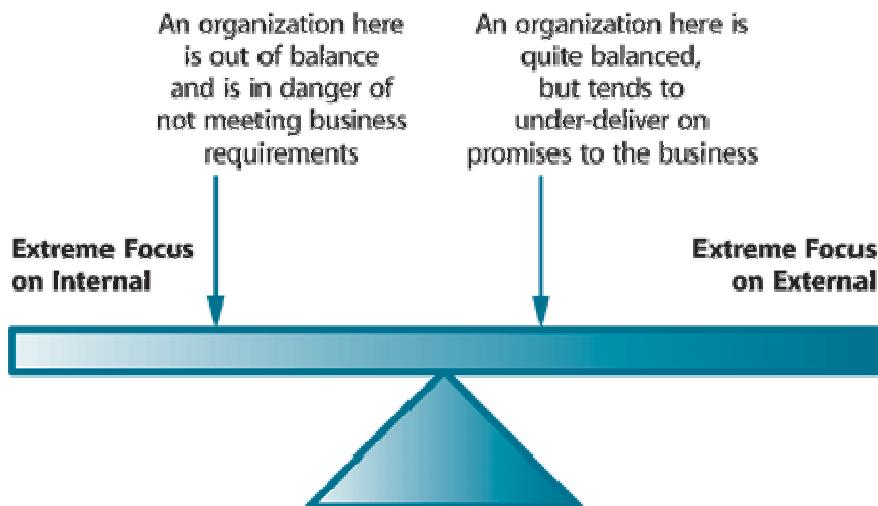 An organization here
is out of balance
and is in danger of
not meeting business
requirements
An organization here is
quite balanced,
but tends to
under-deliver on
promises to the business
Extreme Focus
on Internal
Extreme Focus
on External